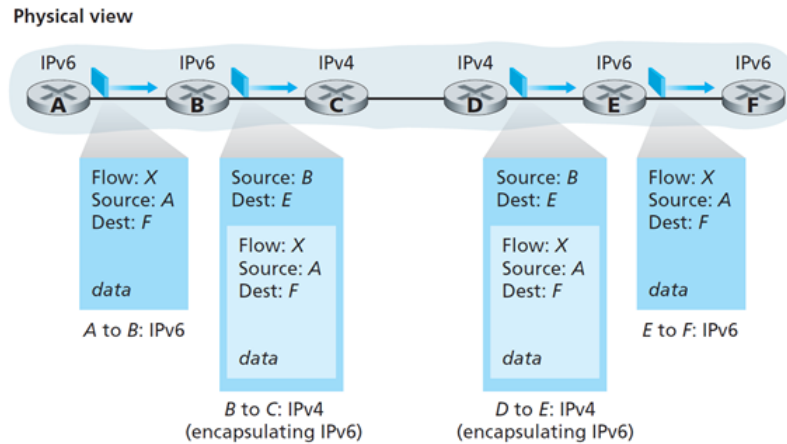 Physical view
IPv6
IPv6
IPv4
IPv4
IPv6
IPv6
A
B
C
D
E
F
Flow: X
Source: A
Dest: F
data
A to B: IPv6
Source: B
Dest: E
Flow: X
Source: A
Dest: F
data
B to C: IPv4
(encapsulating IPv6)
Source: B
Dest: E
Flow: X
Source: A
Dest: F
data
D to E: IPv4
(encapsulating IPv6)
Flow: X
Source: A
Dest: F
data
E to F: IPv6